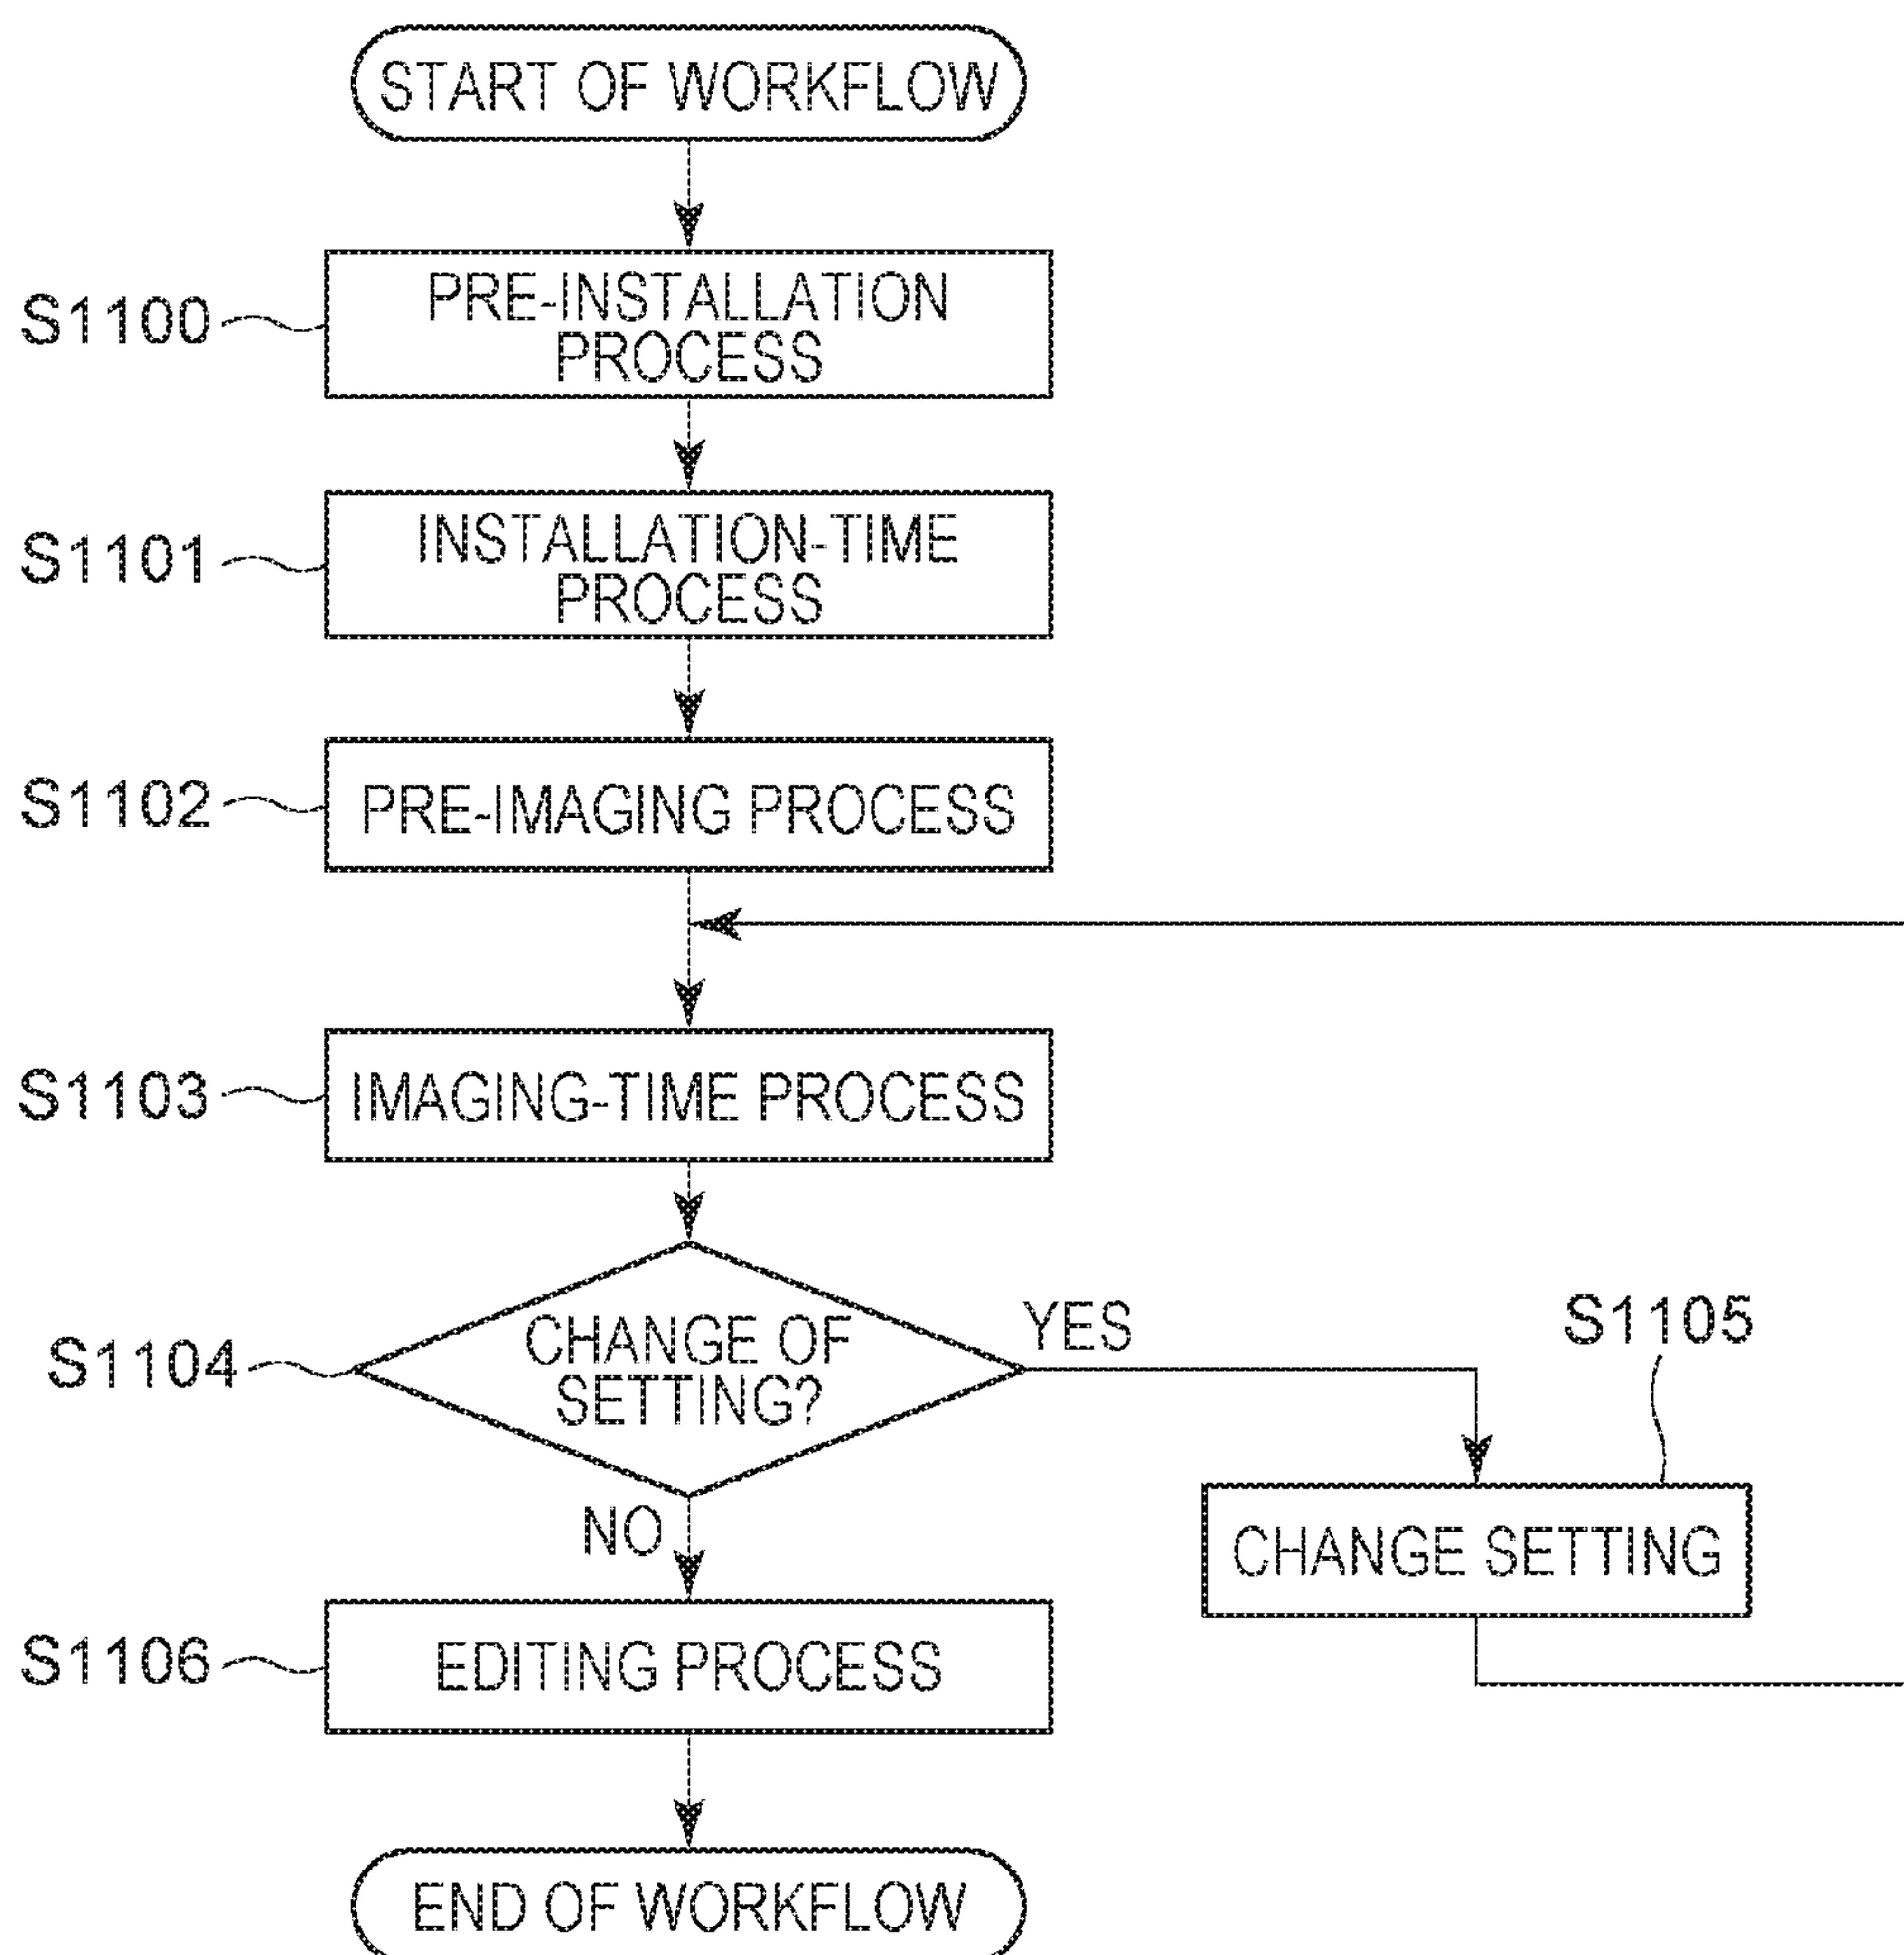 START OF WORKFLOW
S1100
PRE-INSTALLATION
PROCESS
S1101
INSTALLATION-TIME
PROCESS
S1102
PRE-IMAGING PROCESS
S1103
IMAGING-TIME PROCESS
S1104
CHANGE OF
SETTING?
YES
S1105
NO
CHANGE SETTING
S1106
EDITING PROCESS
END OF WORKFLOW